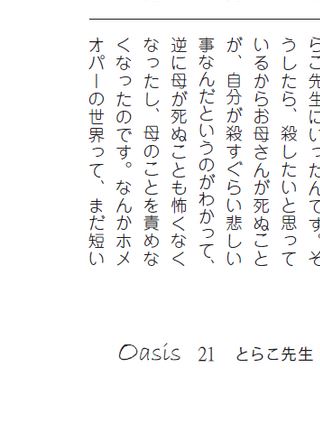 らこ先生にいったんです。そ
うしたら、殺したいと思って
いるからお母さんが死ぬこと
が、自分が殺すぐらい悲しい
事なんだというのがわかって、
逆に母が死ぬことも怖くなく
なったし、母のことを責めな
くなったのです。なんかホメ
オパーの世界って、まだ短い
Oasis 21 とらこ先生